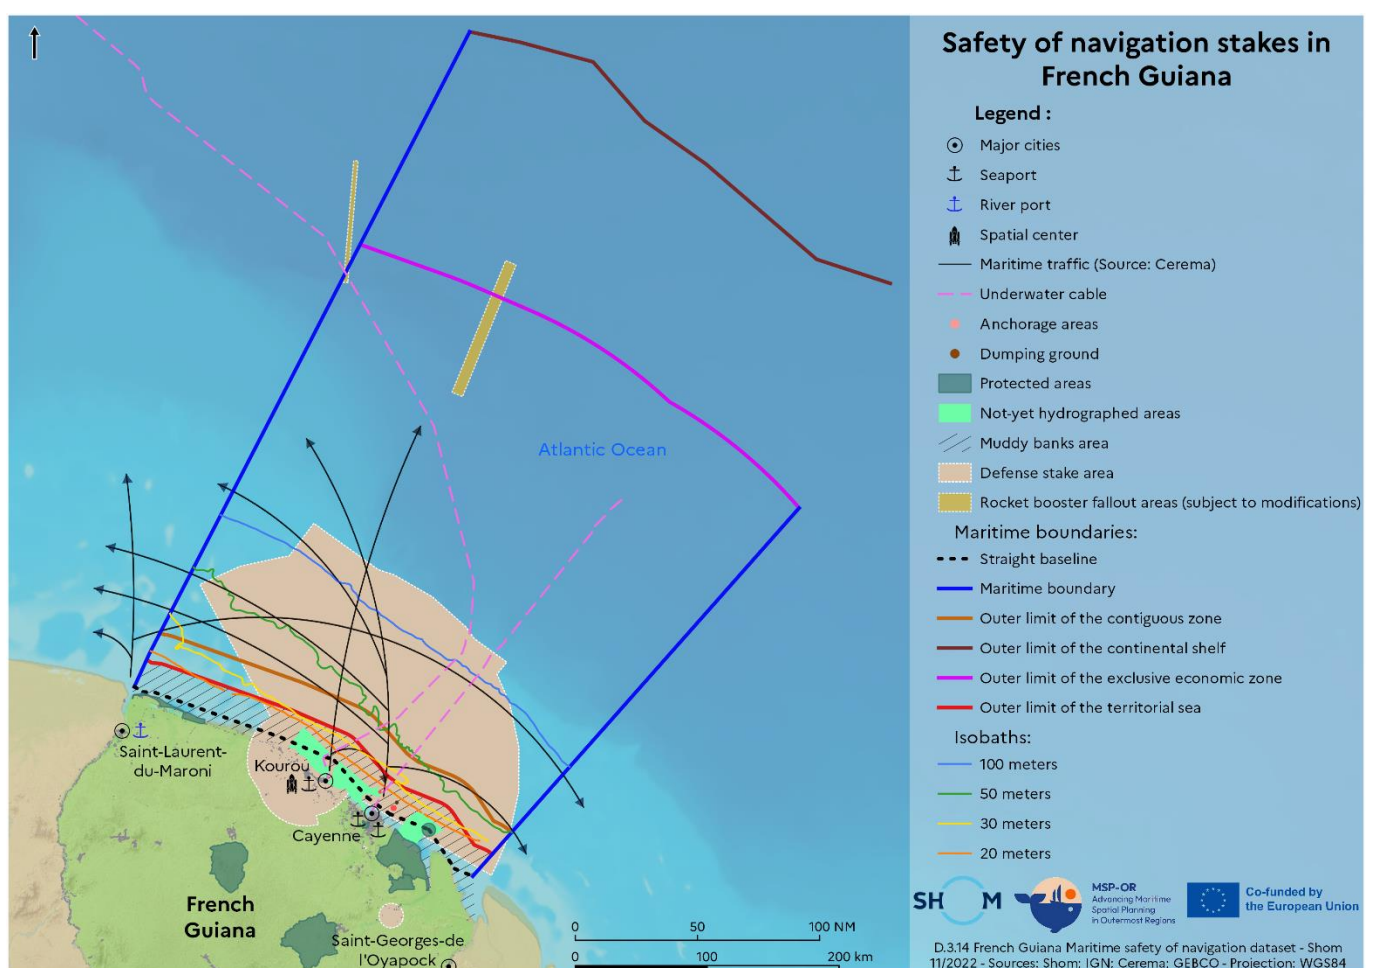 Safety of navigation stakes in
French Guiana
Legend :
Major cities
Seaport
River port
Spatial center
Maritime traffic (Source: Cerema)
Underwater cable
Anchorage areas
Dumping ground
Protected areas
Not-yet hydrographed areas
Muddy banks area
Defense stake area
Rocket booster fallout areas (subject to modifications)
Maritime boundaries:
Straight baseline
Maritime boundary
Outer limit of the contiguous zone
Outer limit of the continental shelf
Outer limit of the exclusive economic zone
Outer limit of the territorial sea
Isobaths:
100 meters
50 meters
30 meters
20 meters
Atlantic Ocean
Saint-Laurent-
du-Maroni
Kourou
Cayenne
French
Guiana
Saint-Georges-de
l'Oyapock
0 50 100 NM
0 100 200 km
SHOM
MSP-OR
Advancing Maritime
Spatial Planning
in Outermost Regions
Co-funded by
the European Union
D.3.14 French Guiana Maritime safety of navigation dataset - Shom
11/2022 - Sources: Shom; IGN; Cerema; GEBCO - Projection: WGS84